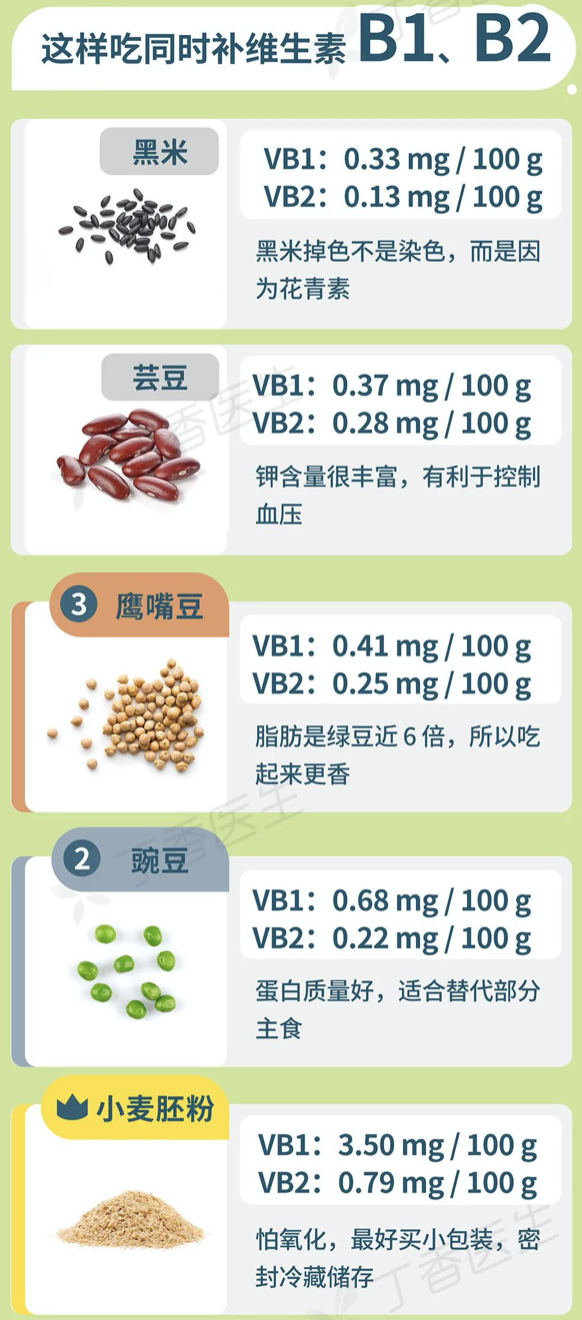 这样吃同时补维生素 B1、B2
黑米
VB1：0.33 mg / 100 g
VB2：0.13 mg / 100 g
黑米掉色不是染色，而是因
为花青素
芸豆
VB1：0.37 mg / 100 g
VB2：0.28 mg / 100 g
钾含量很丰富，有利于控制
血压
3 鹰嘴豆
VB1：0.41 mg / 100 g
VB2：0.25 mg / 100 g
脂肪是绿豆近 6 倍，所以吃
起来更香
2 豌豆
VB1：0.68 mg / 100 g
VB2：0.22 mg / 100 g
蛋白质量好，适合替代部分
主食
小麦胚粉
VB1：3.50 mg / 100 g
VB2：0.79 mg / 100 g
怕氧化，最好买小包装，密
封冷藏储存
丁香医生